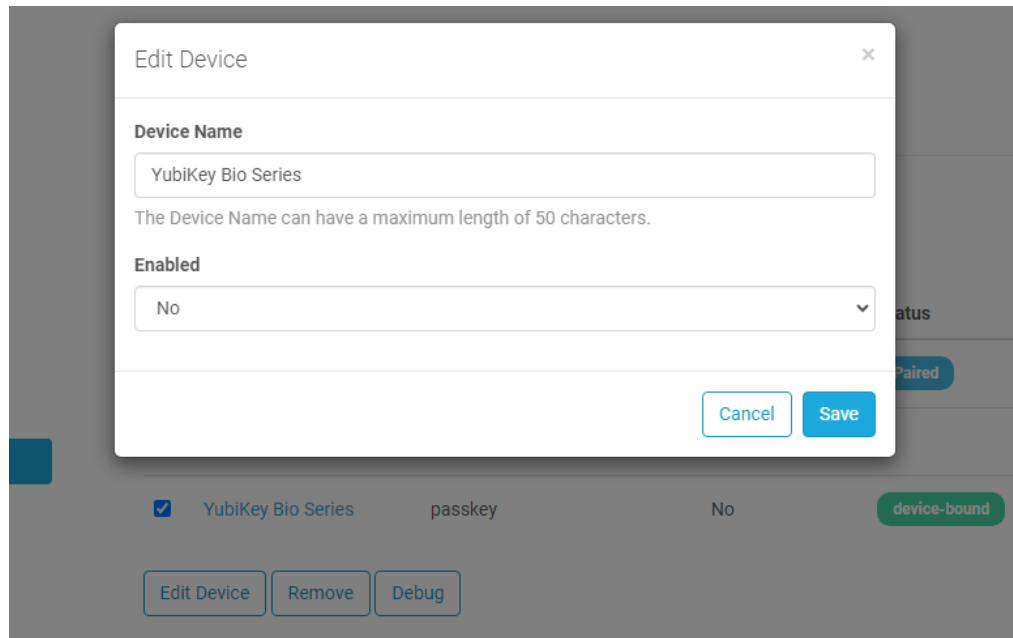 Edit Device
×
Device Name
YubiKey Bio Series
The Device Name can have a maximum length of 50 characters.
Enabled
No
atus
Paired
Cancel Save
YubiKey Bio Series passkey No device-bound
Edit Device Remove Debug